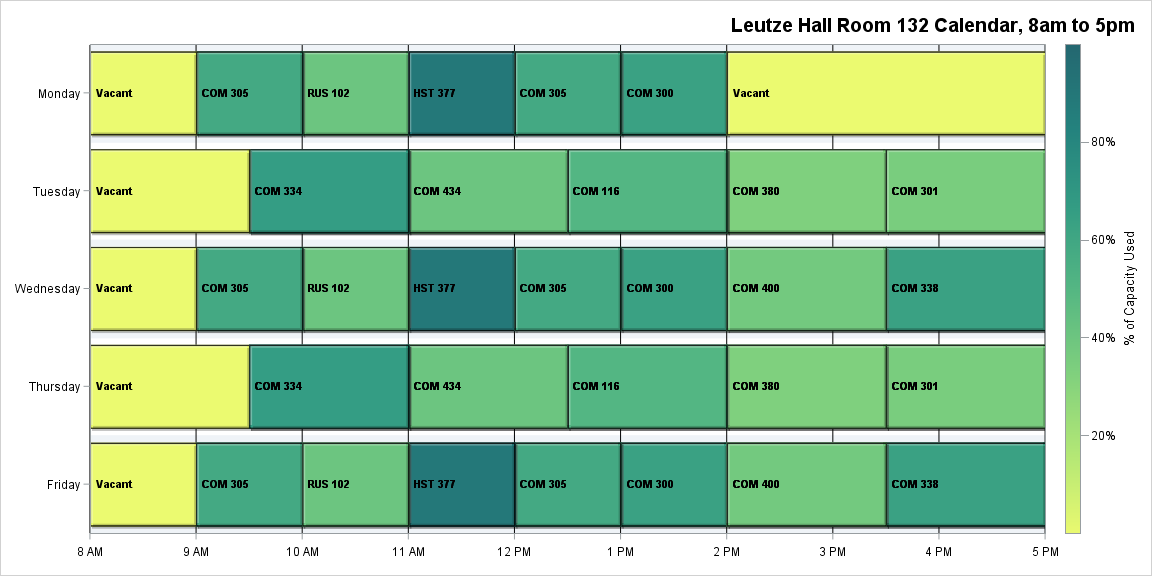 Leutze Hall Room 132 Calendar, 8am to 5pm
Monday
Vacant
COM 305
RUS 102
HST 377
COM 305
COM 300
Vacant
Tuesday
Vacant
COM 334
COM 434
COM 116
COM 380
COM 301
Wednesday
Vacant
COM 305
RUS 102
HST 377
COM 305
COM 300
COM 400
COM 338
Thursday
Vacant
COM 334
COM 434
COM 116
COM 380
COM 301
Friday
Vacant
COM 305
RUS 102
HST 377
COM 305
COM 300
COM 400
COM 338
8 AM
9 AM
10 AM
11 AM
12 PM
1 PM
2 PM
3 PM
4 PM
5 PM
80%
60%
40%
20%
% of Capacity Used